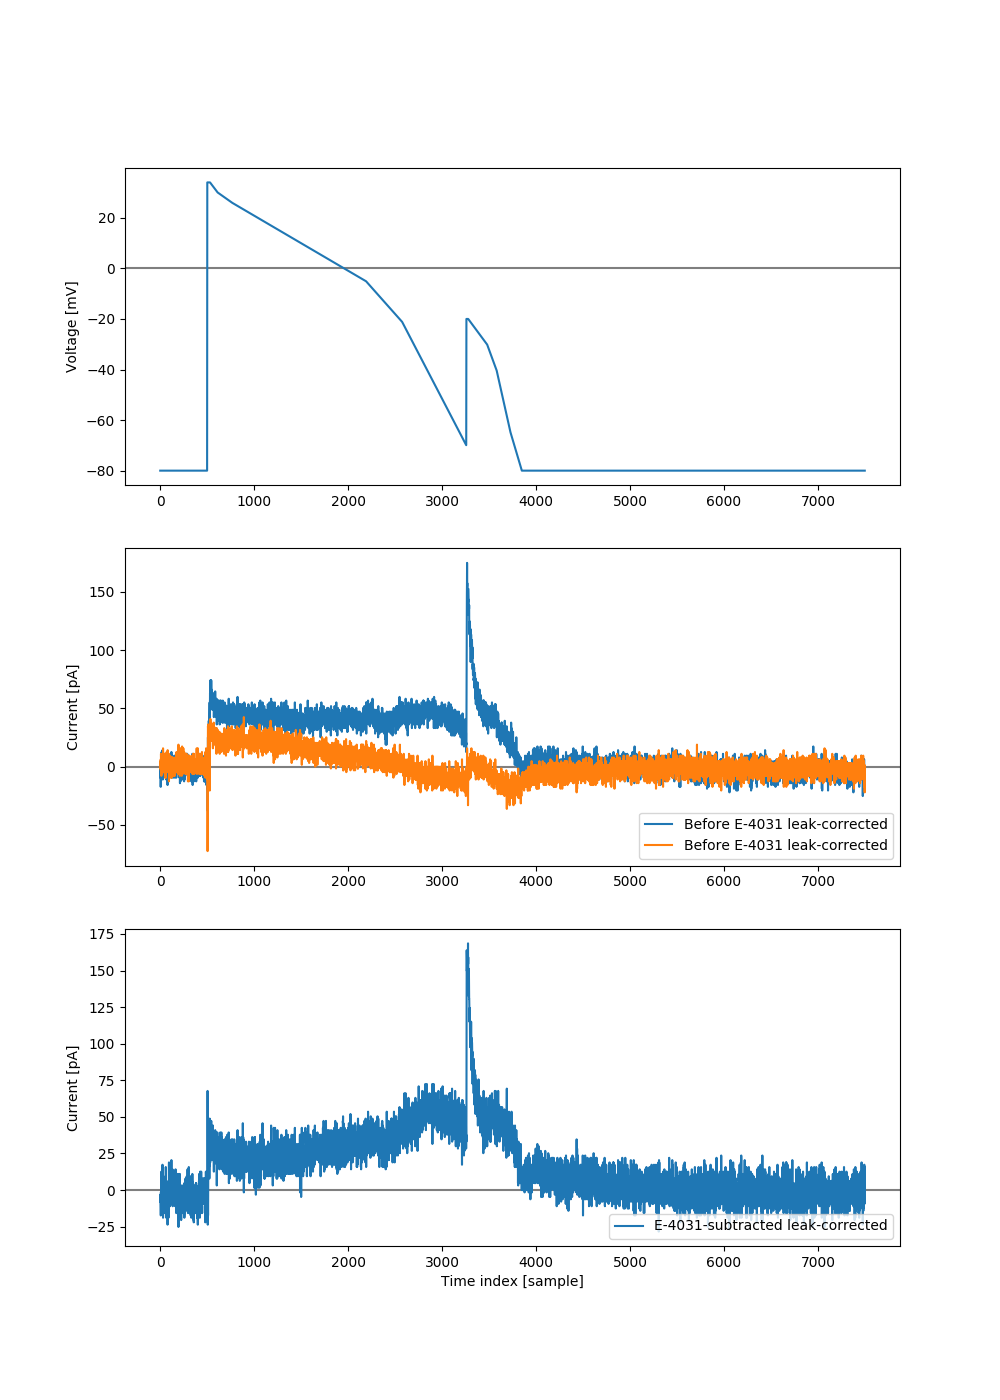 20
0
−20
−40
−60
−80
Voltage [mV]
0 1000 2000 3000 4000 5000 6000 7000
150
100
50
0
−50
Current [pA]
Before E-4031 leak-corrected
Before E-4031 leak-corrected
0 1000 2000 3000 4000 5000 6000 7000
175
150
125
100
75
50
25
0
−25
Current [pA]
E-4031-subtracted leak-corrected
0 1000 2000 3000 4000 5000 6000 7000
Time index [sample]